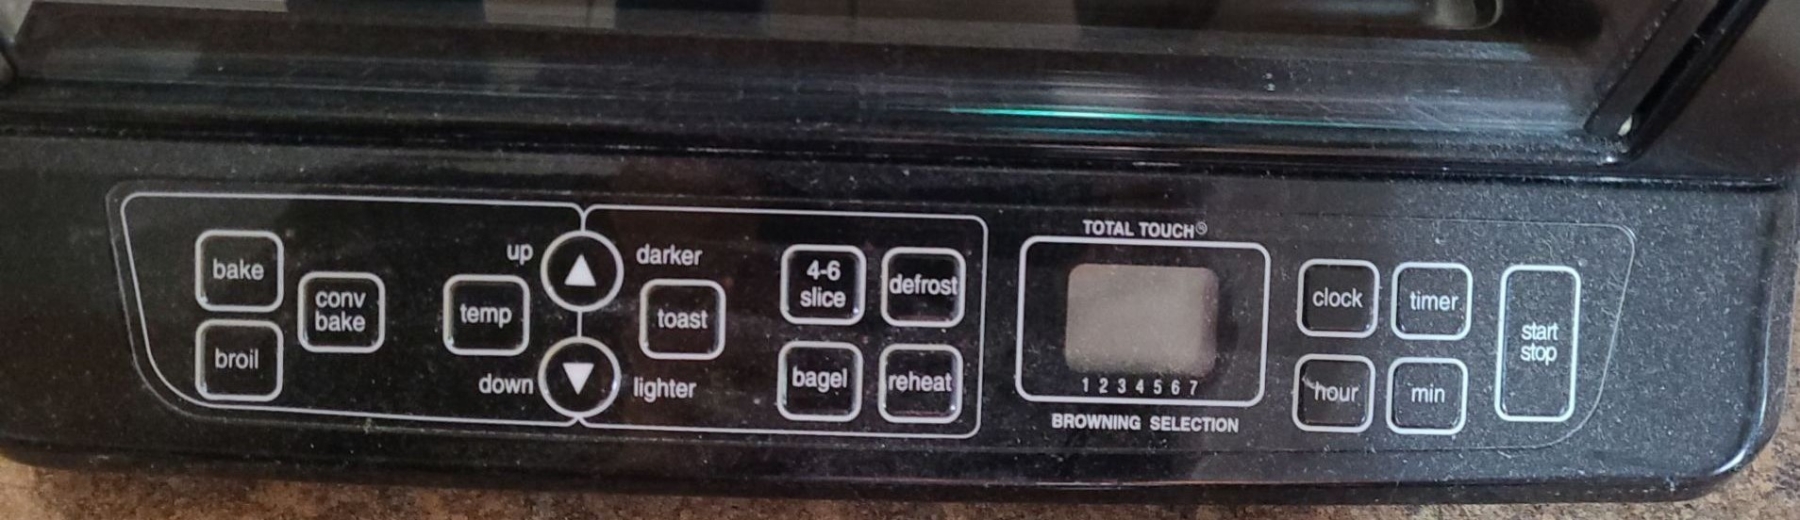 bake
broil
conv
bake
temp
up
down
darker
toast
lighter
4-6
slice
defrost
bagel
reheat
TOTAL TOUCH®
1 2 3 4 5 6 7
BROWNING SELECTION
clock
timer
hour
min
start
stop